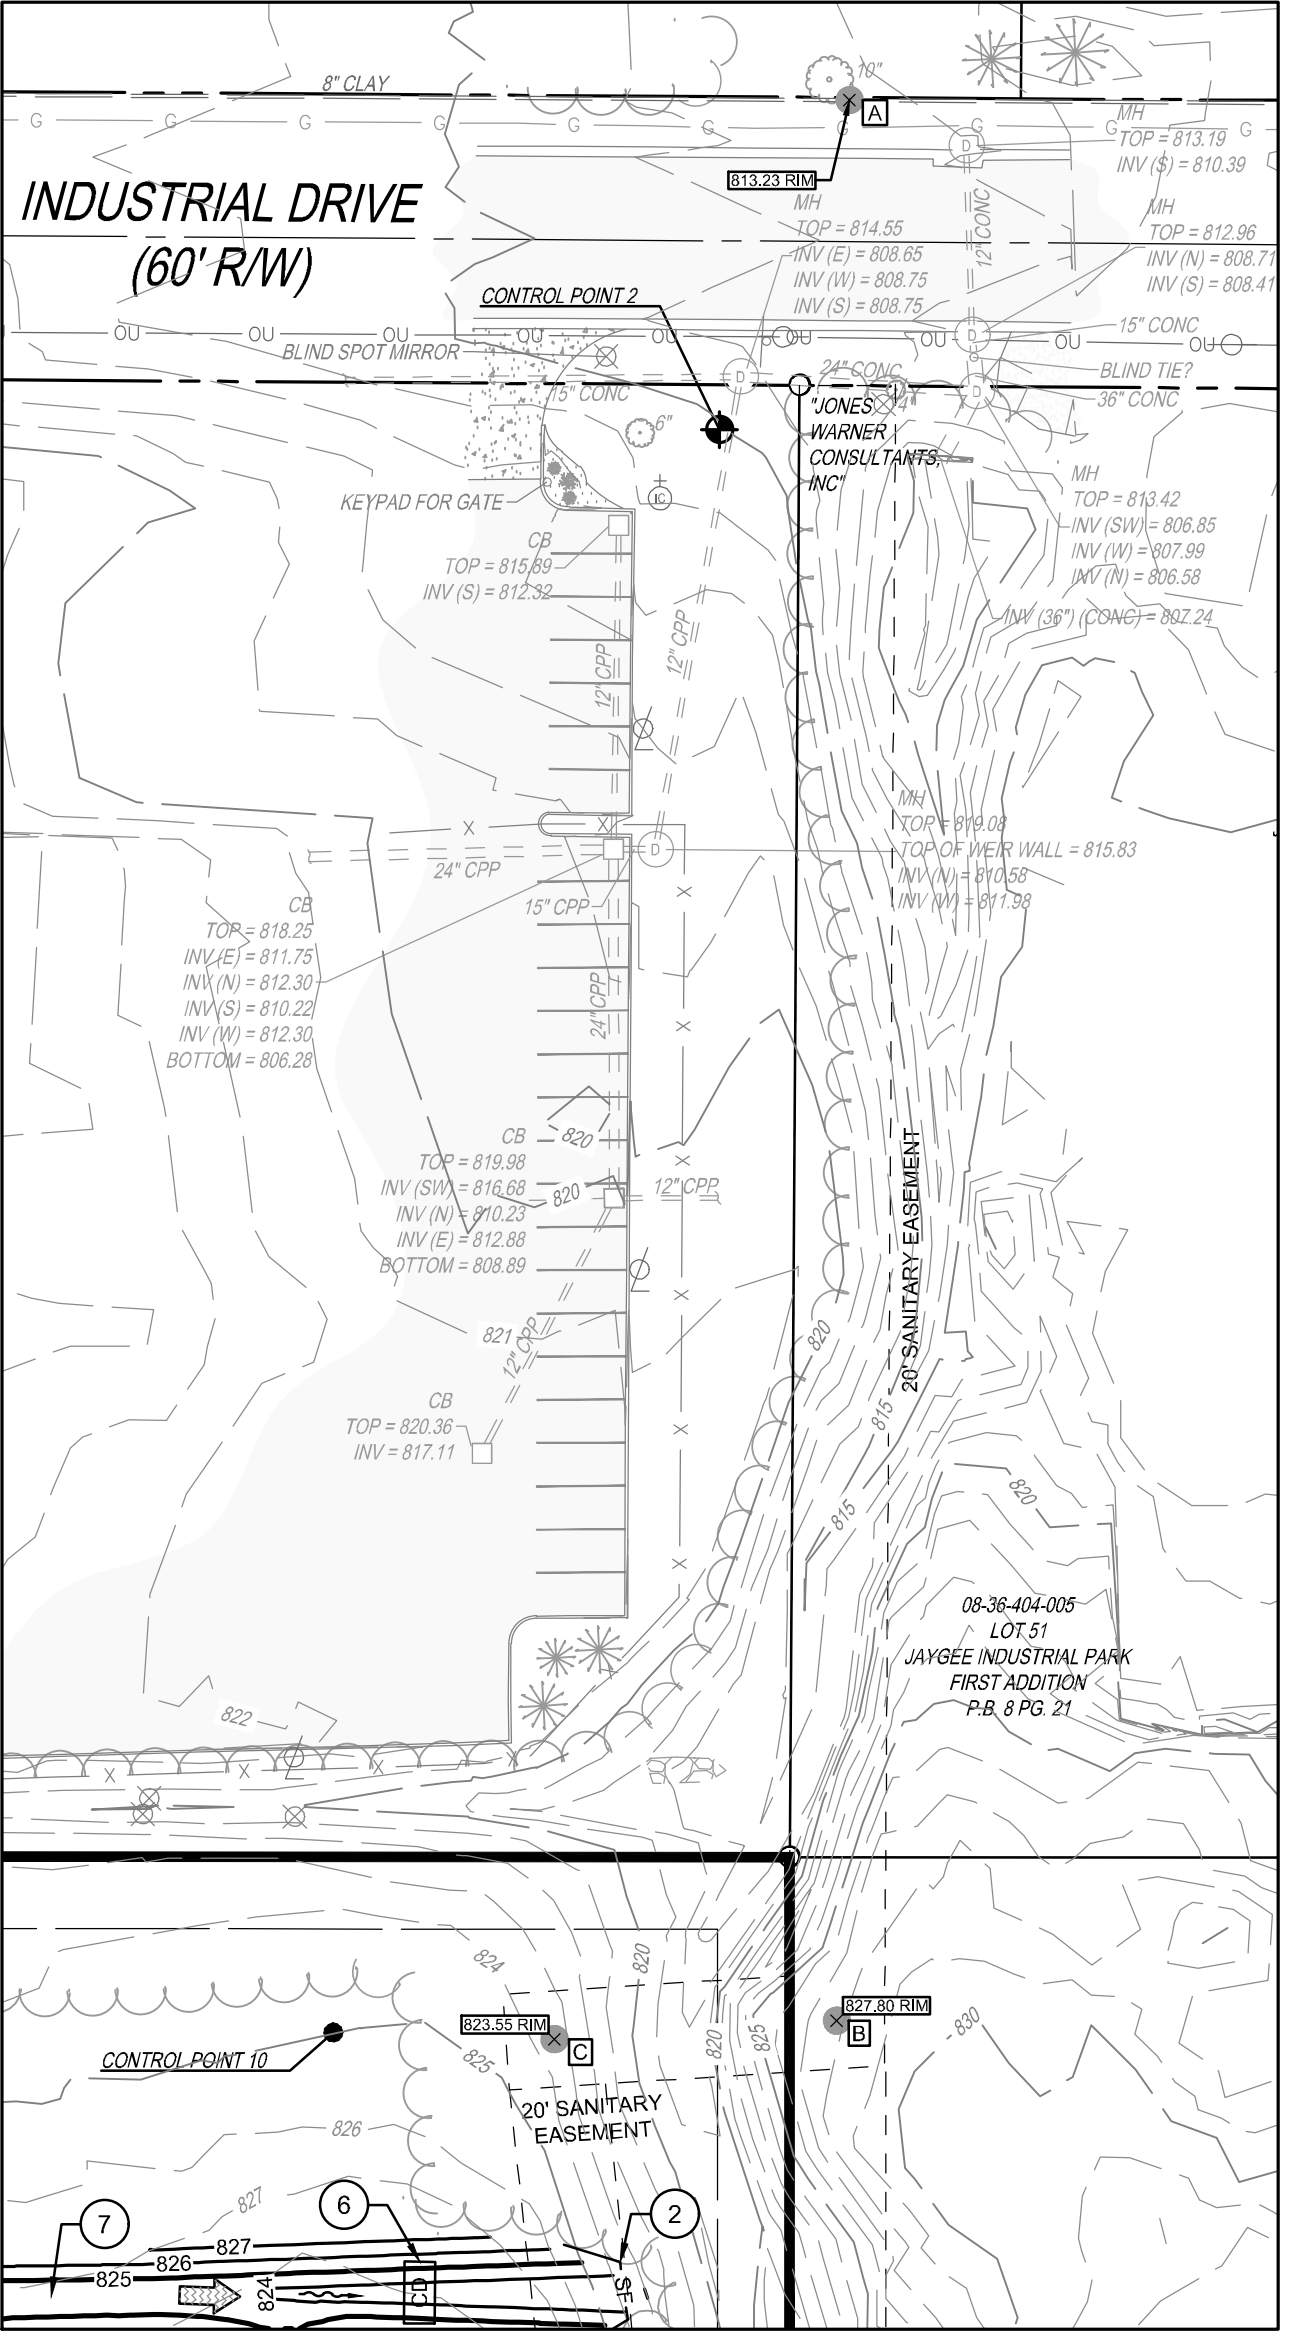 8" CLAY
10"
A
G G G G G G G G G G
MH
TOP = 813.19
INV (S) = 810.39
813.23 RIM
INDUSTRIAL DRIVE
(60' R/W)
MH
TOP = 814.55
INV (E) = 808.65
INV (W) = 808.75
INV (S) = 808.75
12" CONC
MH
TOP = 812.96
INV (N) = 808.71
INV (S) = 808.41
CONTROL POINT 2
OU OU OU OU OU OU OU OU OU
15" CONC
BLIND SPOT MIRROR
D
D
D
24" CONC
BLIND TIE?
15" CONC
36" CONC
4"
"JONES
WARNER
CONSULTANTS,
INC"
6"
IC
KEYPAD FOR GATE
MH
TOP = 813.42
INV (SW) = 806.85
INV (W) = 807.99
INV (N) = 806.58
INV (36") (CONC) = 807.24
CB
TOP = 815.89
INV (S) = 812.32
12" CPP
12" CPP
MH
TOP = 819.08
TOP OF WEIR WALL = 815.83
INV (N) = 810.58
INV (W) = 811.98
D
24" CPP
15" CPP
CB
TOP = 818.25
INV (E) = 811.75
INV (N) = 812.30
INV (S) = 810.22
INV (W) = 812.30
BOTTOM = 806.28
24" CPP
820
CB
TOP = 819.98
INV (SW) = 816.68
INV (N) = 810.23
INV (E) = 812.88
BOTTOM = 808.89
820
12" CPP
20' SANITARY EASEMENT
821
12" CPP
820
815
CB
TOP = 820.36
INV = 817.11
815
820
08-36-404-005
LOT 51
JAYGEE INDUSTRIAL PARK
FIRST ADDITION
P.B. 8 PG. 21
822
824
820
827.80 RIM
B
823.55 RIM
C
820
825
830
CONTROL POINT 10
825
20' SANITARY
EASEMENT
826
827
6
2
7
827
826
825
824
CD
SF